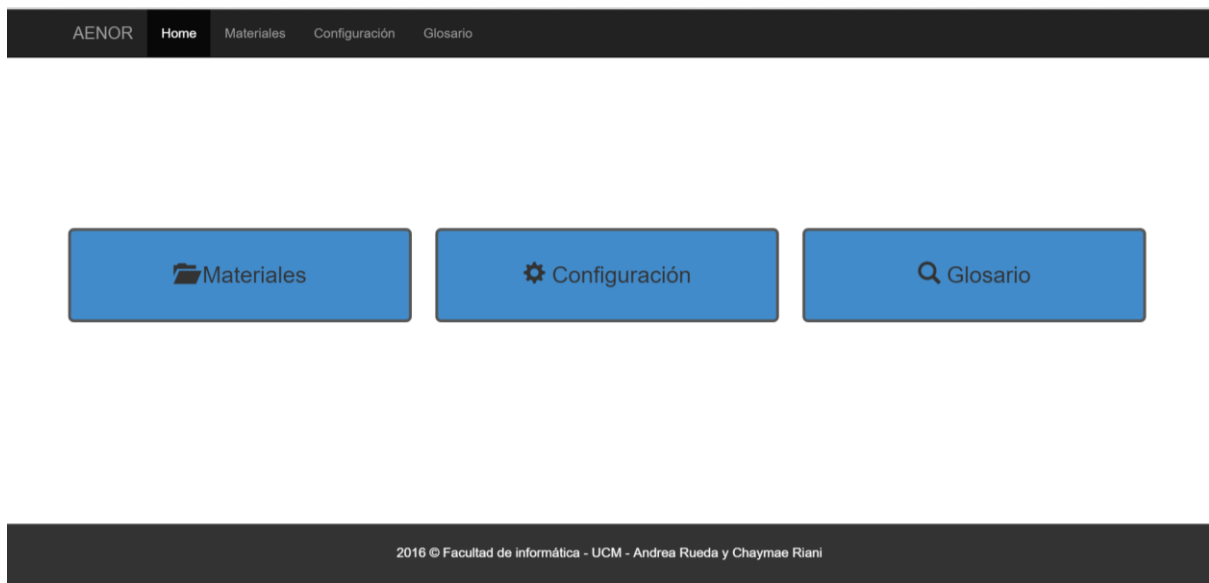 AENOR Home Materiales Configuración Glosario
Materiales Configuración Glosario
2016 © Facultad de informática - UCM - Andrea Rueda y Chaymae Riani